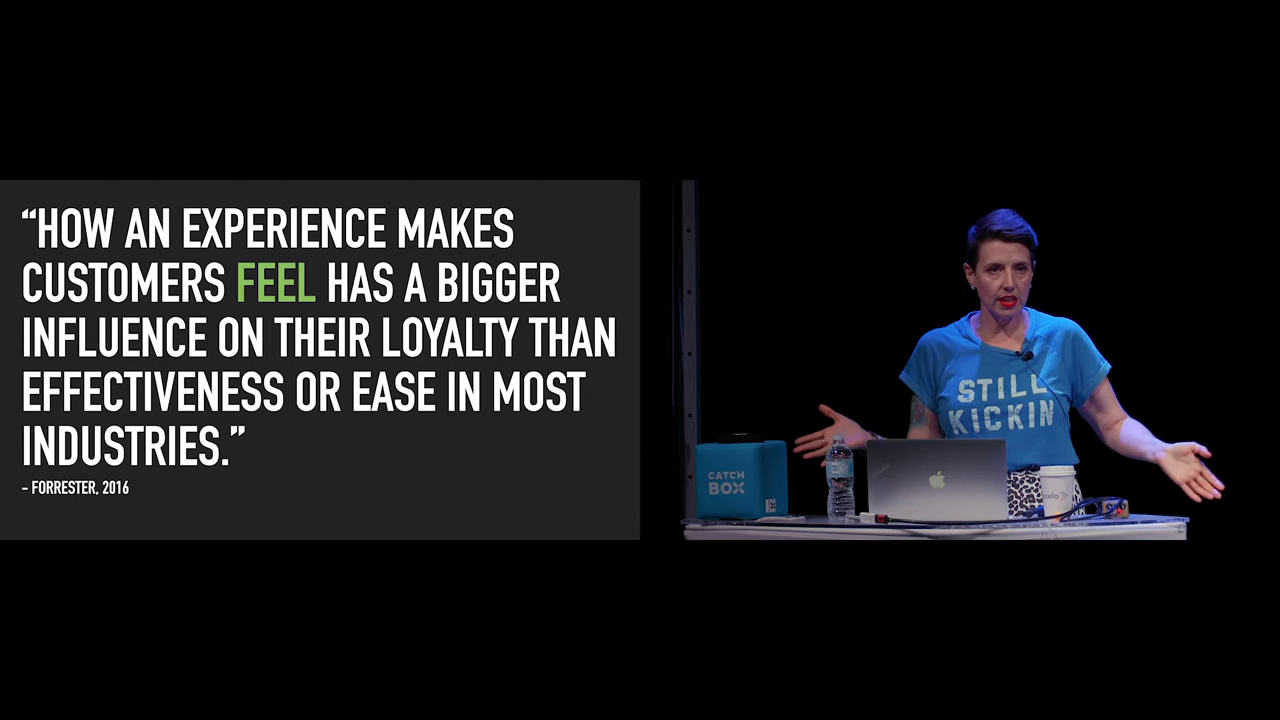 “HOW AN EXPERIENCE MAKES
CUSTOMERS FEEL HAS A BIGGER
INFLUENCE ON THEIR LOYALTY THAN
EFFECTIVENESS OR EASE IN MOST
INDUSTRIES.”
– FORRESTER, 2016
STILL
KICKIN
CATCH
BOX